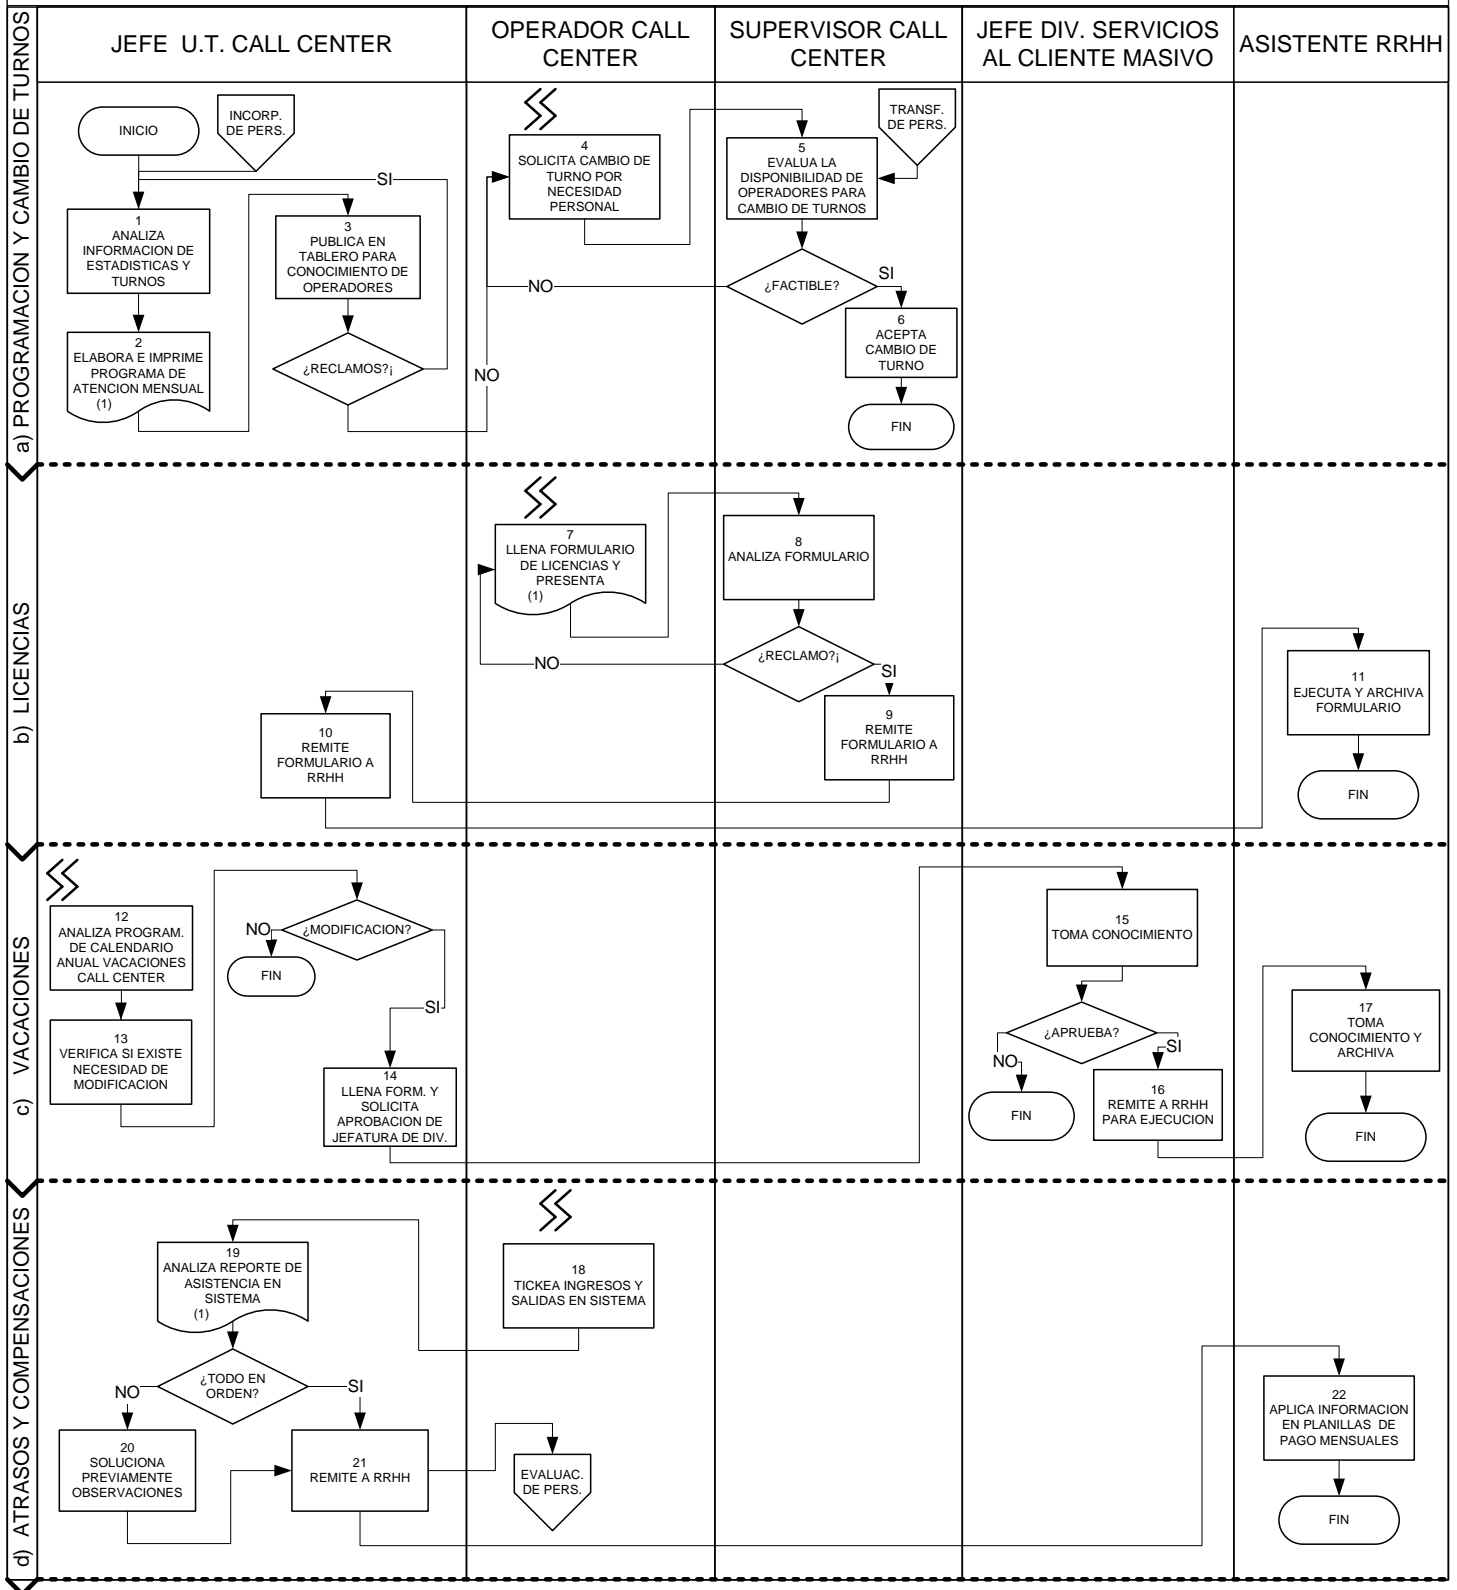 JEFE U.T. CALL CENTER
OPERADOR CALL
CENTER
SUPERVISOR CALL
CENTER
JEFE DIV. SERVICIOS
AL CLIENTE MASIVO
ASISTENTE RRHH
a) PROGRAMACION Y CAMBIO DE TURNOS
INICIO
INCORP.
DE PERS.
SI
1
ANALIZA
INFORMACION DE
ESTADISTICAS Y
TURNOS
2
ELABORA E IMPRIME
PROGRAMA DE
ATENCION MENSUAL
(1)
3
PUBLICA EN
TABLERO PARA
CONOCIMIENTO DE
OPERADORES
¿RECLAMOS?¡
NO
4
SOLICITA CAMBIO DE
TURNO POR
NECESIDAD
PERSONAL
NO
TRANSF.
DE PERS.
5
EVALUA LA
DISPONIBILIDAD DE
OPERADORES PARA
CAMBIO DE TURNOS
¿FACTIBLE?
SI
6
ACEPTA
CAMBIO DE
TURNO
FIN
b) LICENCIAS
7
LLENA FORMULARIO
DE LICENCIAS Y
PRESENTA
(1)
8
ANALIZA FORMULARIO
¿RECLAMO?¡
NO
SI
9
REMITE
FORMULARIO A
RRHH
10
REMITE
FORMULARIO A
RRHH
11
EJECUTA Y ARCHIVA
FORMULARIO
FIN
c) VACACIONES
12
ANALIZA PROGRAM.
DE CALENDARIO
ANUAL VACACIONES
CALL CENTER
13
VERIFICA SI EXISTE
NECESIDAD DE
MODIFICACION
¿MODIFICACION?
NO
FIN
SI
14
LLENA FORM. Y
SOLICITA
APROBACION DE
JEFATURA DE DIV.
15
TOMA CONOCIMIENTO
¿APRUEBA?
NO
FIN
SI
16
REMITE A RRHH
PARA EJECUCION
17
TOMA
CONOCIMIENTO Y
ARCHIVA
FIN
d) ATRASOS Y COMPENSACIONES
18
TICKEA INGRESOS Y
SALIDAS EN SISTEMA
19
ANALIZA REPORTE DE
ASISTENCIA EN
SISTEMA
(1)
¿TODO EN
ORDEN?
NO
SI
20
SOLUCIONA
PREVIAMENTE
OBSERVACIONES
21
REMITE A RRHH
EVALUAC.
DE PERS.
22
APLICA INFORMACION
EN PLANILLAS DE
PAGO MENSUALES
FIN